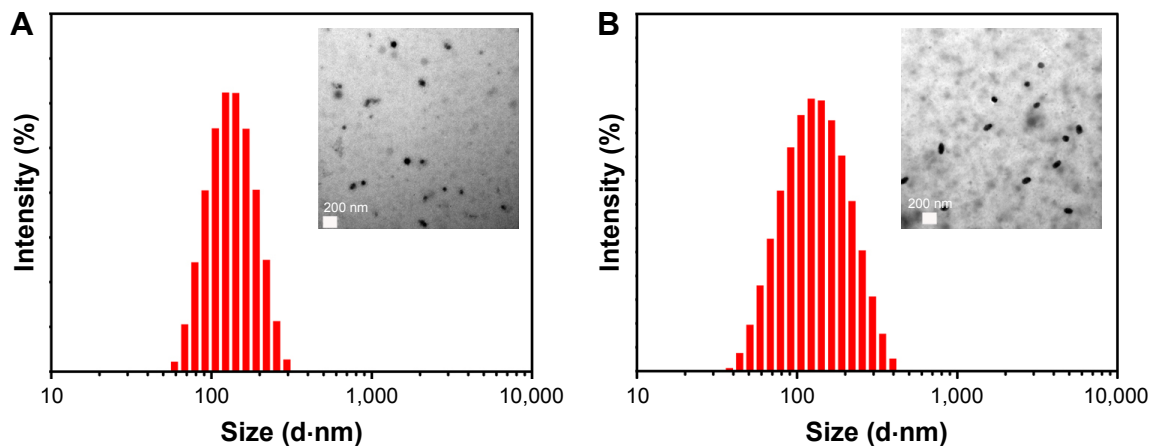 A
Intensity (%)
200 nm
10
100
1,000
10,000
Size (d·nm)
B
Intensity (%)
200 nm
10
100
1,000
10,000
Size (d·nm)